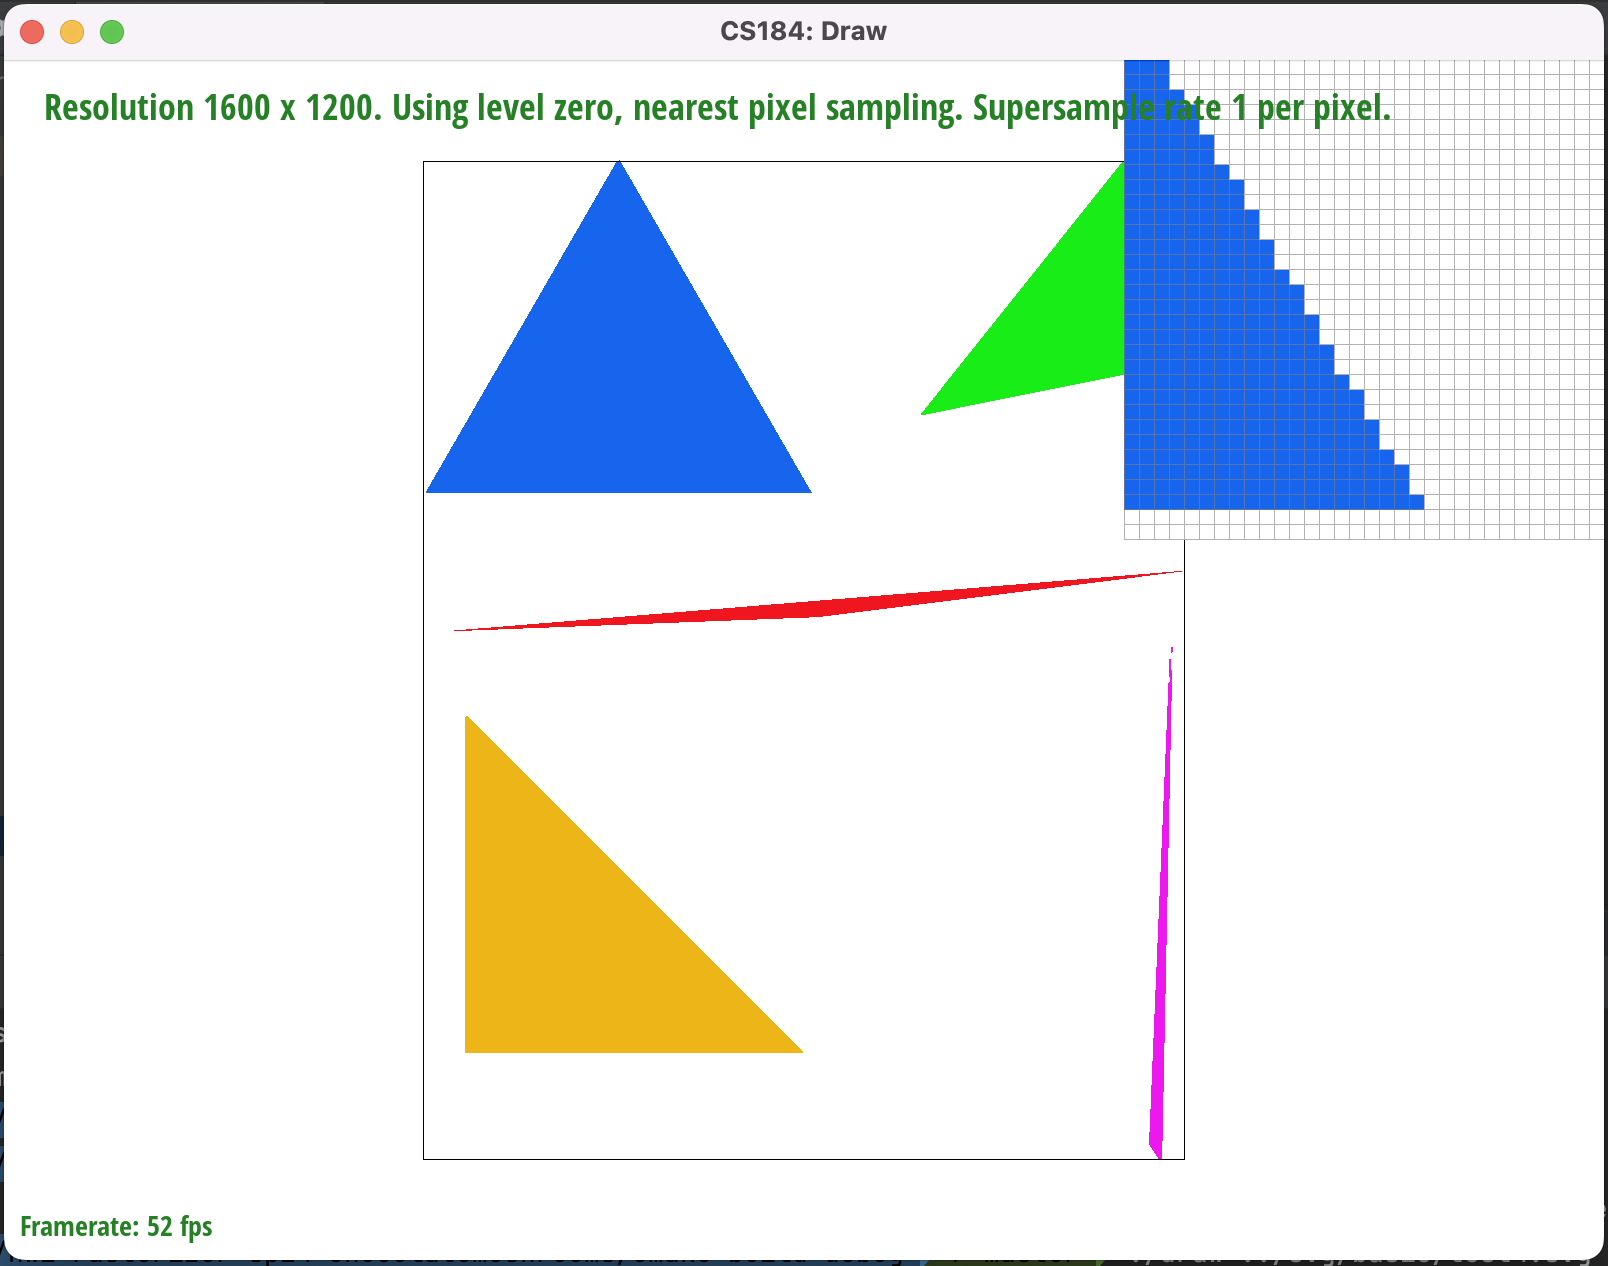 CS184: Draw
Resolution 1600 x 1200. Using level zero, nearest pixel sampling. Supersample rate 1 per pixel.
Framerate: 52 fps